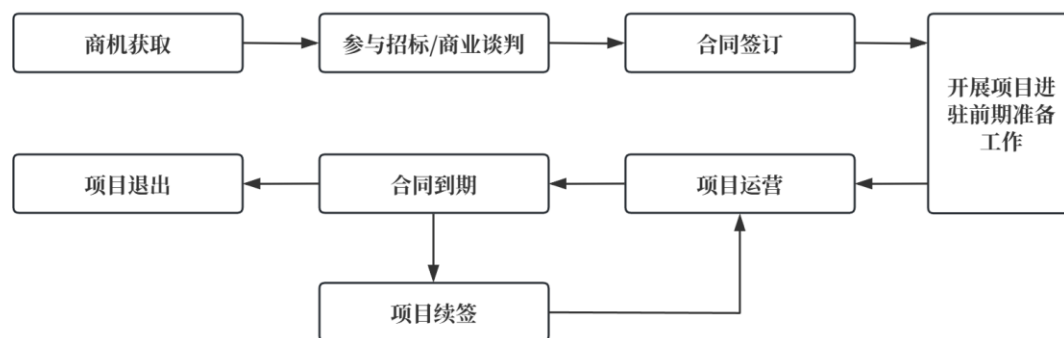 商机获取
参与招标/商业谈判
合同签订
开展项目进
驻前期准备
工作
项目退出
合同到期
项目运营
项目续签